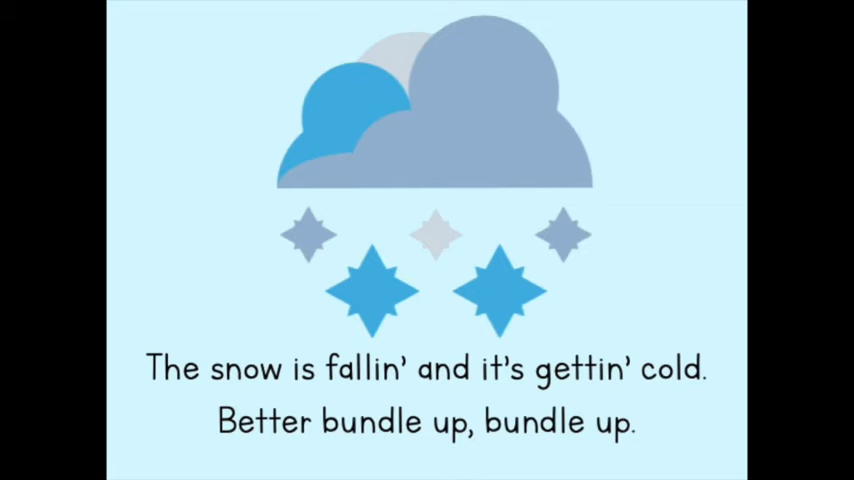 The snow is fallin' and it's gettin' cold.
Better bundle up, bundle up.